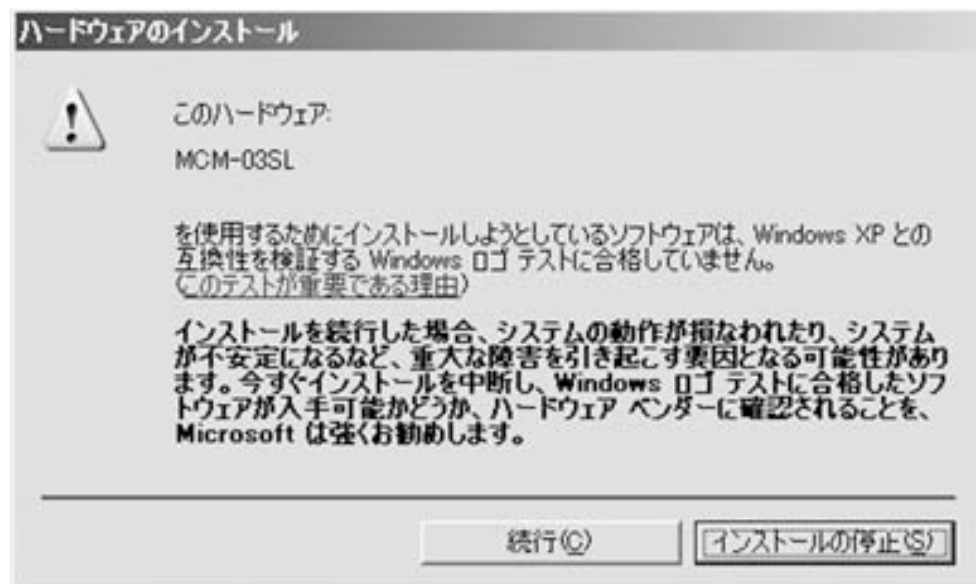 ハードウェアのインストール
このハードウェア:
MCM-03SL
を使用するためにインストールしようとしているソフトウェアは、Windows XP との
互換性を検証する Windows ロゴ テストに合格していません。
(このテストが重要である理由)
インストールを続行した場合、システムの動作が損なわれたり、システム
が不安定になるなど、重大な障害を引き起こす要因となる可能性があり
ます。今すぐインストールを中断し、Windows ロゴ テストに合格したソフ
トウェアが入手可能かどうか、ハードウェア ベンダーに確認されることを、
Microsoft は強くお勧めします。
続行(C)
インストールの停止(S)